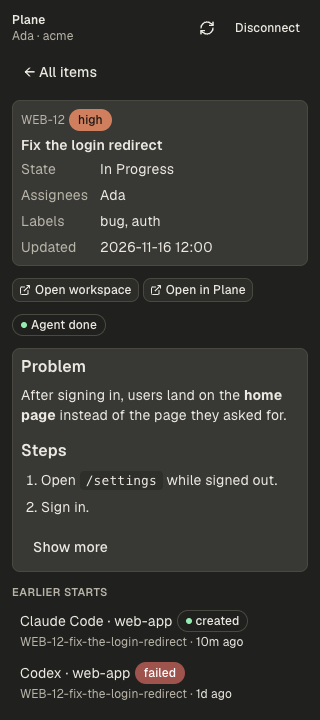 Plane
Ada · acme
Disconnect
← All items
WEB-12 high
Fix the login redirect
State In Progress
Assignees Ada
Labels bug, auth
Updated 2026-11-16 12:00
Open workspace
Open in Plane
Agent done
Problem
After signing in, users land on the home
page instead of the page they asked for.
Steps
1. Open /settings while signed out.
2. Sign in.
Show more
EARLIER STARTS
Claude Code · web-app created
WEB-12-fix-the-login-redirect · 10m ago
Codex · web-app failed
WEB-12-fix-the-login-redirect · 1d ago